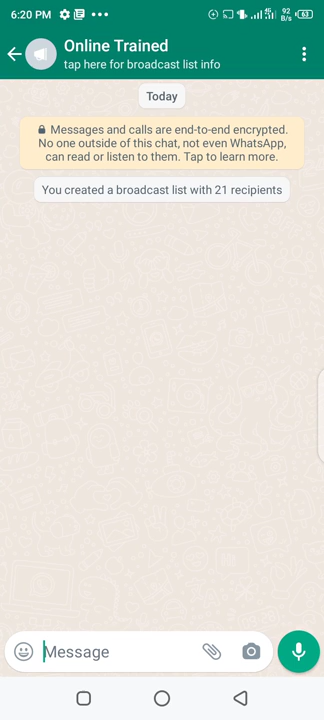 6:20 PM
92
B/s
63
Online Trained
tap here for broadcast list info
Today
Messages and calls are end-to-end encrypted.
No one outside of this chat, not even WhatsApp,
can read or listen to them. Tap to learn more.
You created a broadcast list with 21 recipients
Message